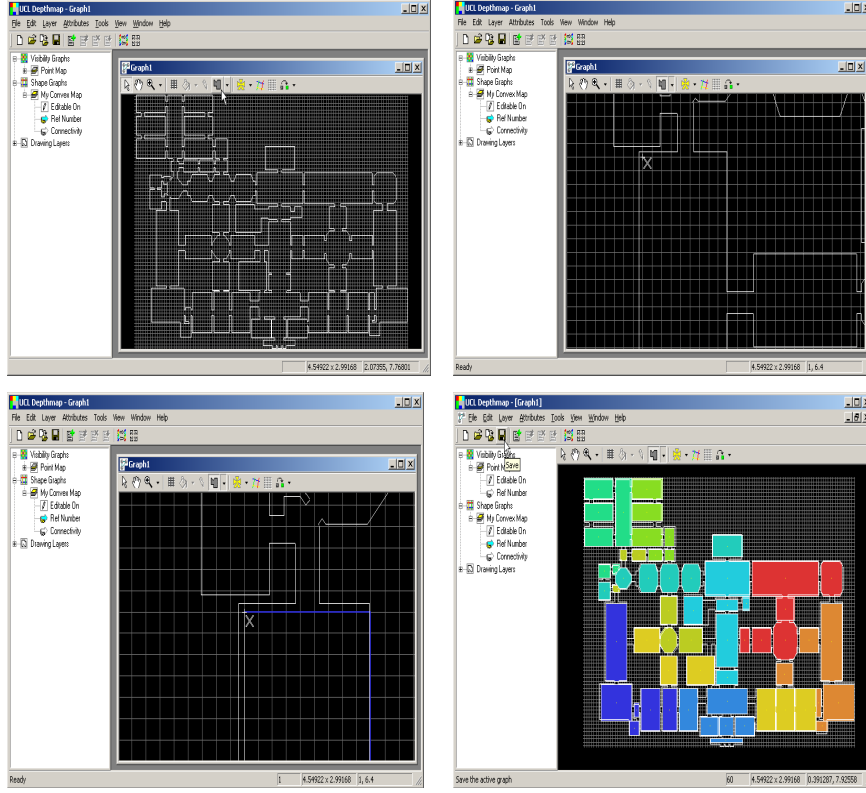 UCL Depthmap - Graph1
File Edit Layer Attributes Tools View Window Help
Visibility Graphs
Point Map
Shape Graphs
My Convex Map
Editable On
Ref Number
Connectivity
Drawing Layers
Graph1
4.54922 x 2.99168 2.07355, 7.76801
UCL Depthmap - Graph1
File Edit Layer Attributes Tools View Window Help
Visibility Graphs
Point Map
Shape Graphs
My Convex Map
Editable On
Ref Number
Connectivity
Drawing Layers
Graph1
X
Ready 4.54922 x 2.99168 1, 6.4
UCL Depthmap - Graph1
File Edit Layer Attributes Tools View Window Help
Visibility Graphs
Point Map
Shape Graphs
My Convex Map
Editable On
Ref Number
Connectivity
Drawing Layers
Graph1
X
Ready 1 4.54922 x 2.99168 1, 6.4
UCL Depthmap - [Graph1]
File Edit Layer Attributes Tools View Window Help
Visibility Graphs
Save
Point M
Editable On
Ref Number
Shape Graphs
My Convex Map
Editable On
Ref Number
Connectivity
Drawing Layers
Save the active graph 60 4.54922 x 2.99168 0.391287, 7.92558